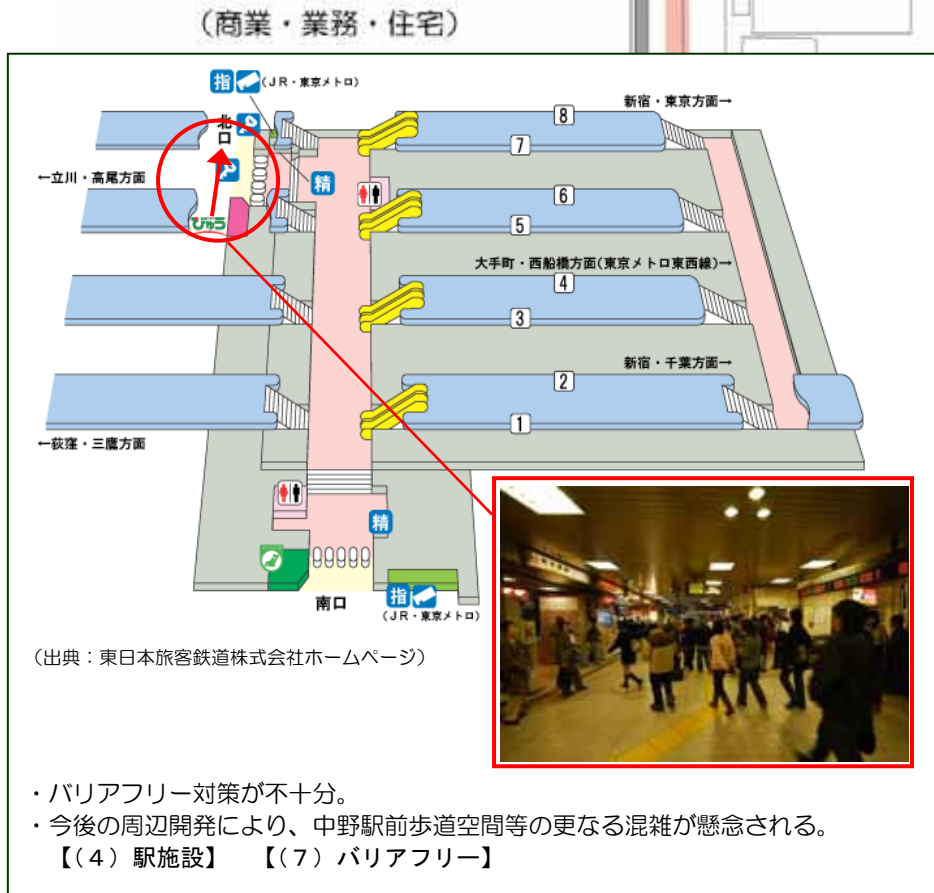 （商業・業務・住宅）
指 （ＪＲ・東京メトロ）
新宿・東京方面→
北口
8
7
精
←立川・高尾方面
6
びゅう
5
大手町・西船橋方面(東京メトロ東西線)→
4
3
新宿・千葉方面→
2
1
←荻窪・三鷹方面
精
南口
指
（ＪＲ・東京メトロ）
（出典：東日本旅客鉄道株式会社ホームページ）
・バリアフリー対策が不十分。
・今後の周辺開発により、中野駅前歩道空間等の更なる混雑が懸念される。
【(４）駅施設】　【(７）バリアフリー】